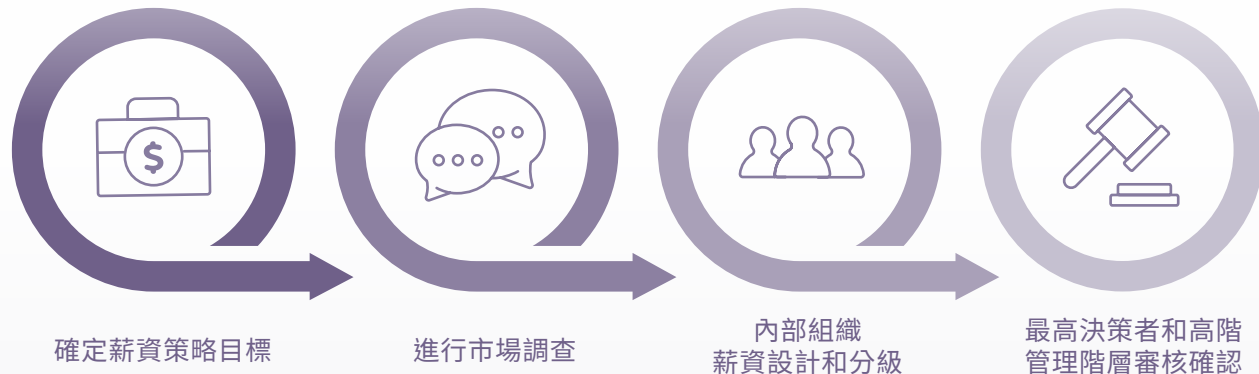 $
確定薪資策略目標
進行市場調查
內部組織
薪資設計和分級
最高決策者和高階
管理階層審核確認